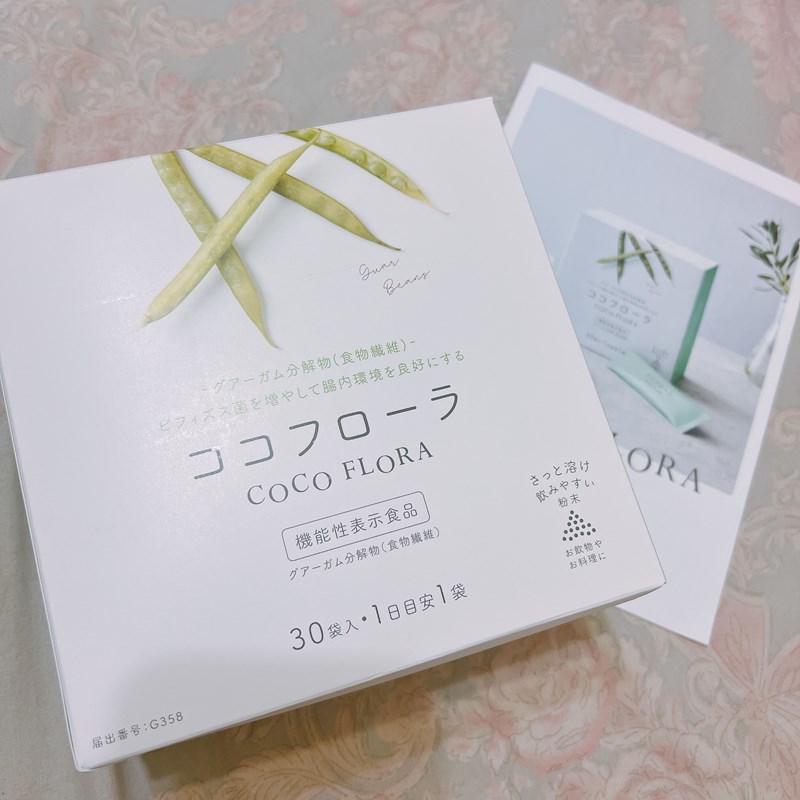 Guar
Beans
-グアーガム分解物(食物繊維)-
ビフィズス菌を増やして腸内環境を良好にする
ココフローラ
COCO FLORA
機能性表示食品
グアーガム分解物(食物繊維)
30袋入・1日目安1袋
さっと溶け
飲みやすい
粉末
お飲物や
お料理に
届出番号:G358
ココフローラ
COCO FLORA
LORA